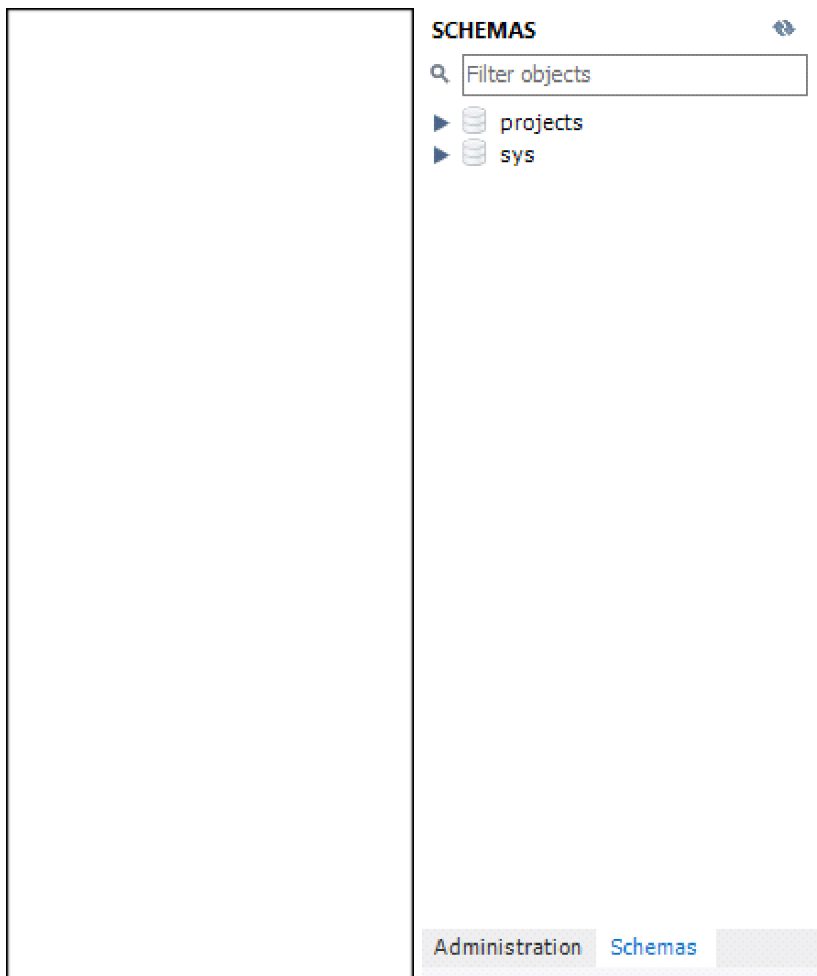 SCHEMAS
Filter objects
projects
sys
Administration Schemas